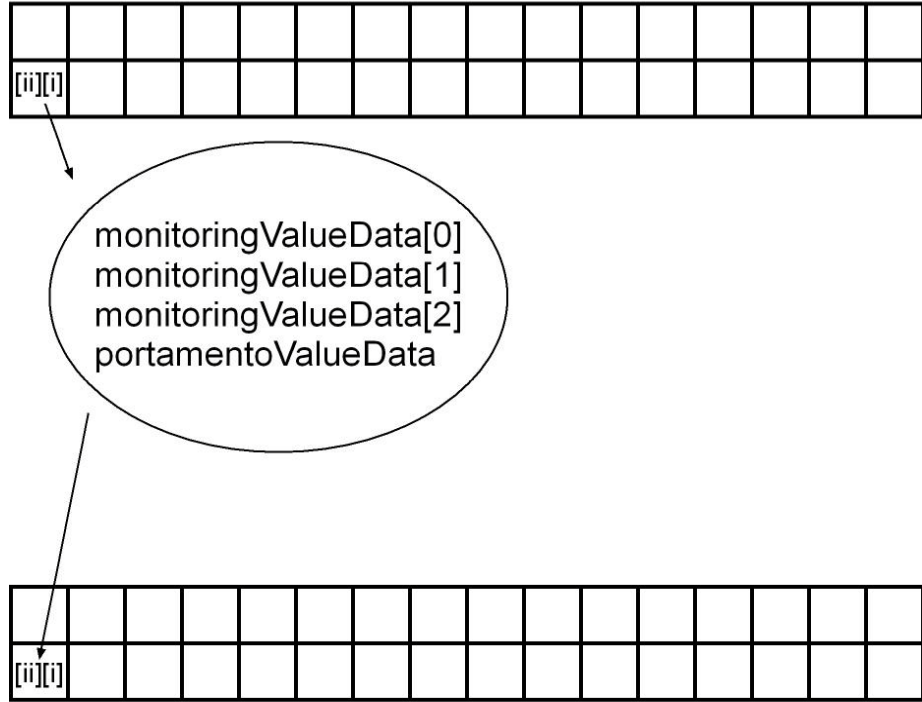 [ii][i]
monitoringValueData[0]
monitoringValueData[1]
monitoringValueData[2]
portamentoValueData
[ii][i]